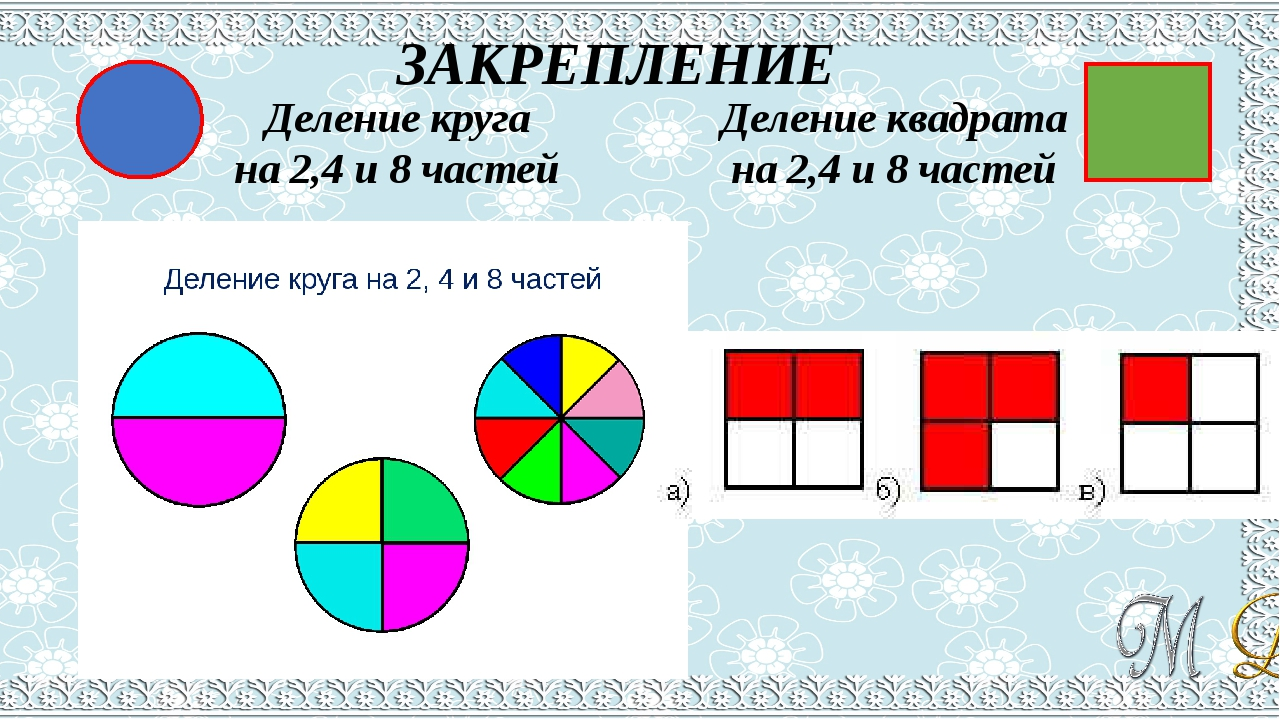 ЗАКРЕПЛЕНИЕ
Деление круга
на 2,4 и 8 частей
Деление квадрата
на 2,4 и 8 частей
Деление круга на 2, 4 и 8 частей
а)
б)
в)
М